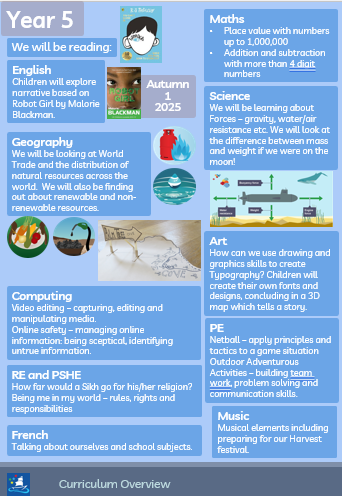 Year 5
We will be reading:
R.J. Palacio
English
Children will explore
narrative based on
Robot Girl by Malorie
Blackman.
BLACKMAN
Autumn
1
2025
Geography
We will be looking at World
Trade and the distribution of
natural resources across the
world. We will also be finding
out about renewable and non-
renewable resources.
Computing
Video editing – capturing, editing and
manipulating media.
Online safety – managing online
information: being sceptical, identifying
untrue information.
RE and PSHE
How far would a Sikh go for his/her religion?
Being me in my world – rules, rights and
responsibilities
French
Talking about ourselves and school subjects.
Maths
• Place value with numbers
up to 1,000,000
• Addition and subtraction
with more than 4 digit
numbers
Science
We will be learning about
Forces – gravity, water/air
resistance etc. We will look at
the difference between mass
and weight if we were on the
moon!
Art
How can we use drawing and
graphics skills to create
Typography? Children will
create their own fonts and
designs, concluding in a 3D
map which tells a story.
PE
Netball – apply principles and
tactics to a game situation
Outdoor Adventurous
Activities – building team
work, problem solving and
communication skills.
Music
Musical elements including
preparing for our Harvest
festival.
Curriculum Overview